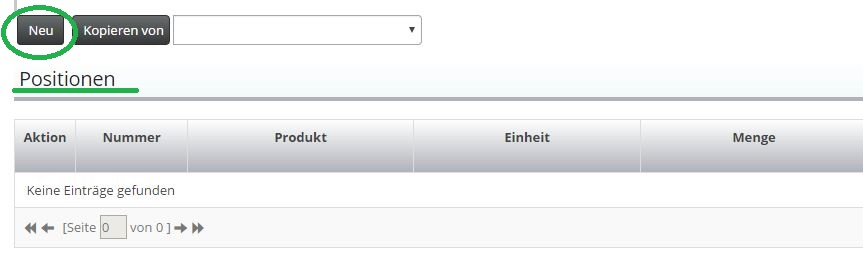 Neu Kopieren von
Positionen
Aktion Nummer Produkt Einheit Menge
Keine Einträge gefunden
[Seite 0 von 0 ]